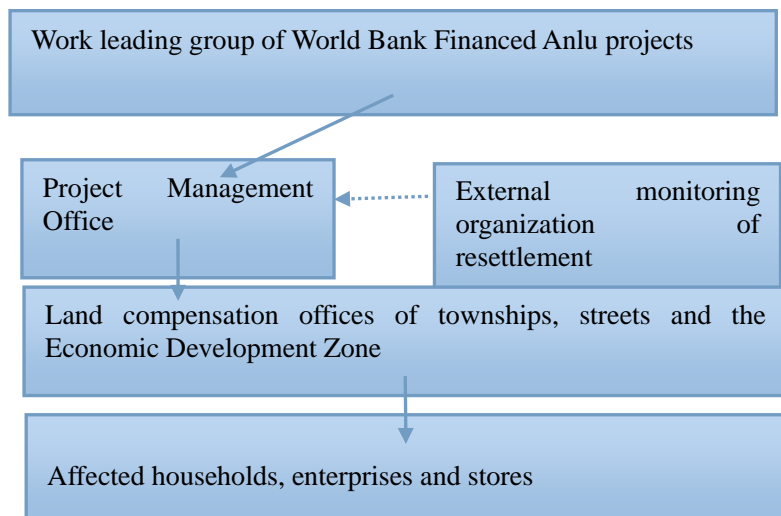 Work leading group of World Bank Financed Anlu projects
Project Management
Office
External monitoring
organization of
resettlement
Land compensation offices of townships, streets and the
Economic Development Zone
Affected households, enterprises and stores